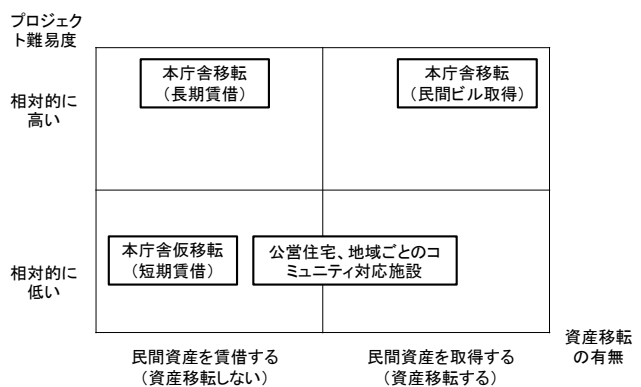 プロジェク
ト難易度
本庁舎移転
（長期賃借）
本庁舎移転
（民間ビル取得）
相対的に
高い
本庁舎仮移転
（短期賃借）
公営住宅、地域ごとのコ
ミュニティ対応施設
相対的に
低い
資産移転
の有無
民間資産を賃借する
（資産移転しない）
民間資産を取得する
（資産移転する）